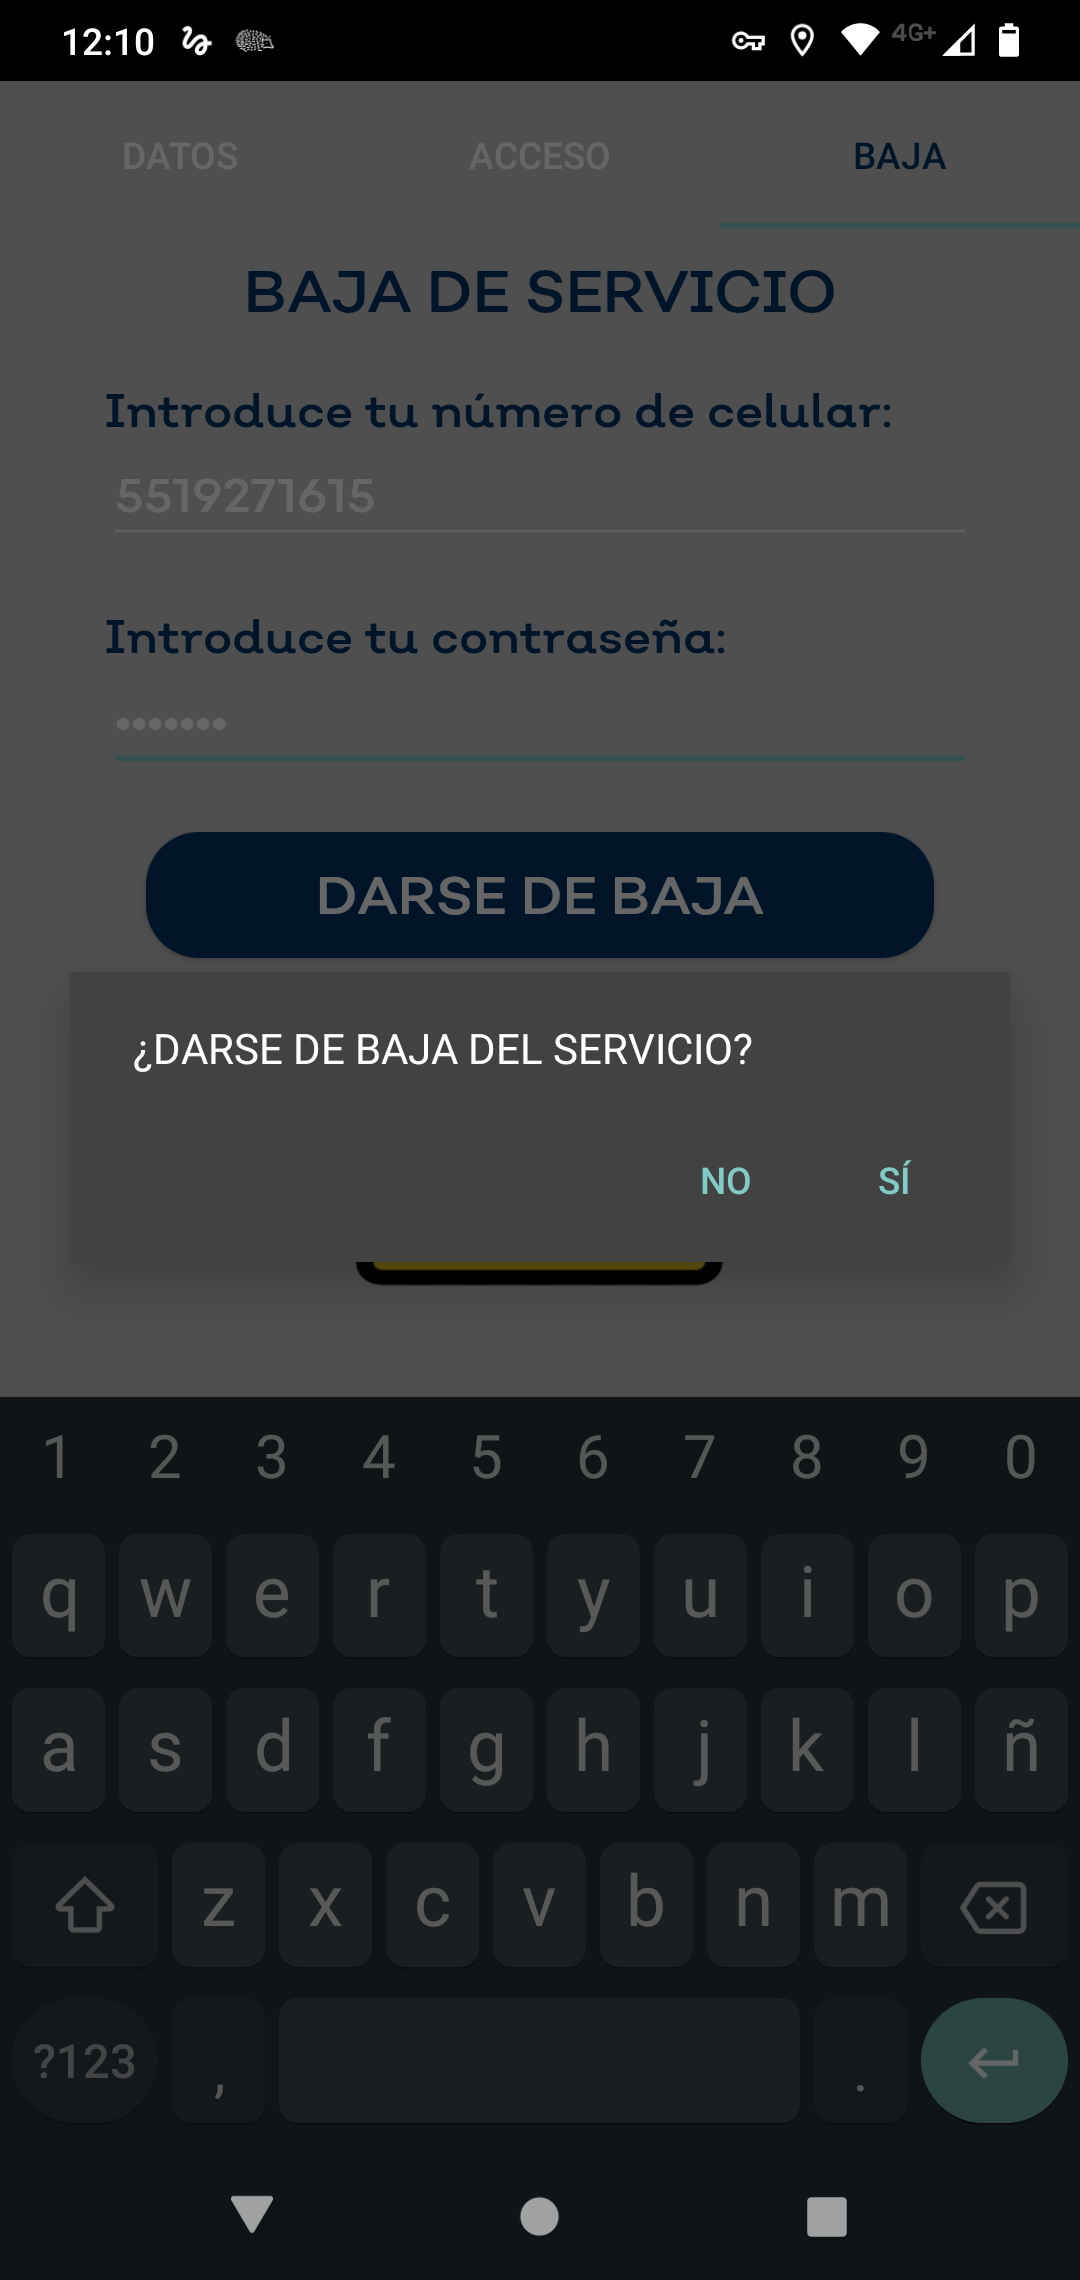 12:10 4G+
DATOS ACCESO BAJA
BAJA DE SERVICIO
Introduce tu número de celular:
5519271615
Introduce tu contraseña:
•••••••
DARSE DE BAJA
¿DARSE DE BAJA DEL SERVICIO?
NO SÍ
1 2 3 4 5 6 7 8 9 0
q w e r t y u i o p
a s d f g h j k l ñ
z x c v b n m
?123 , .